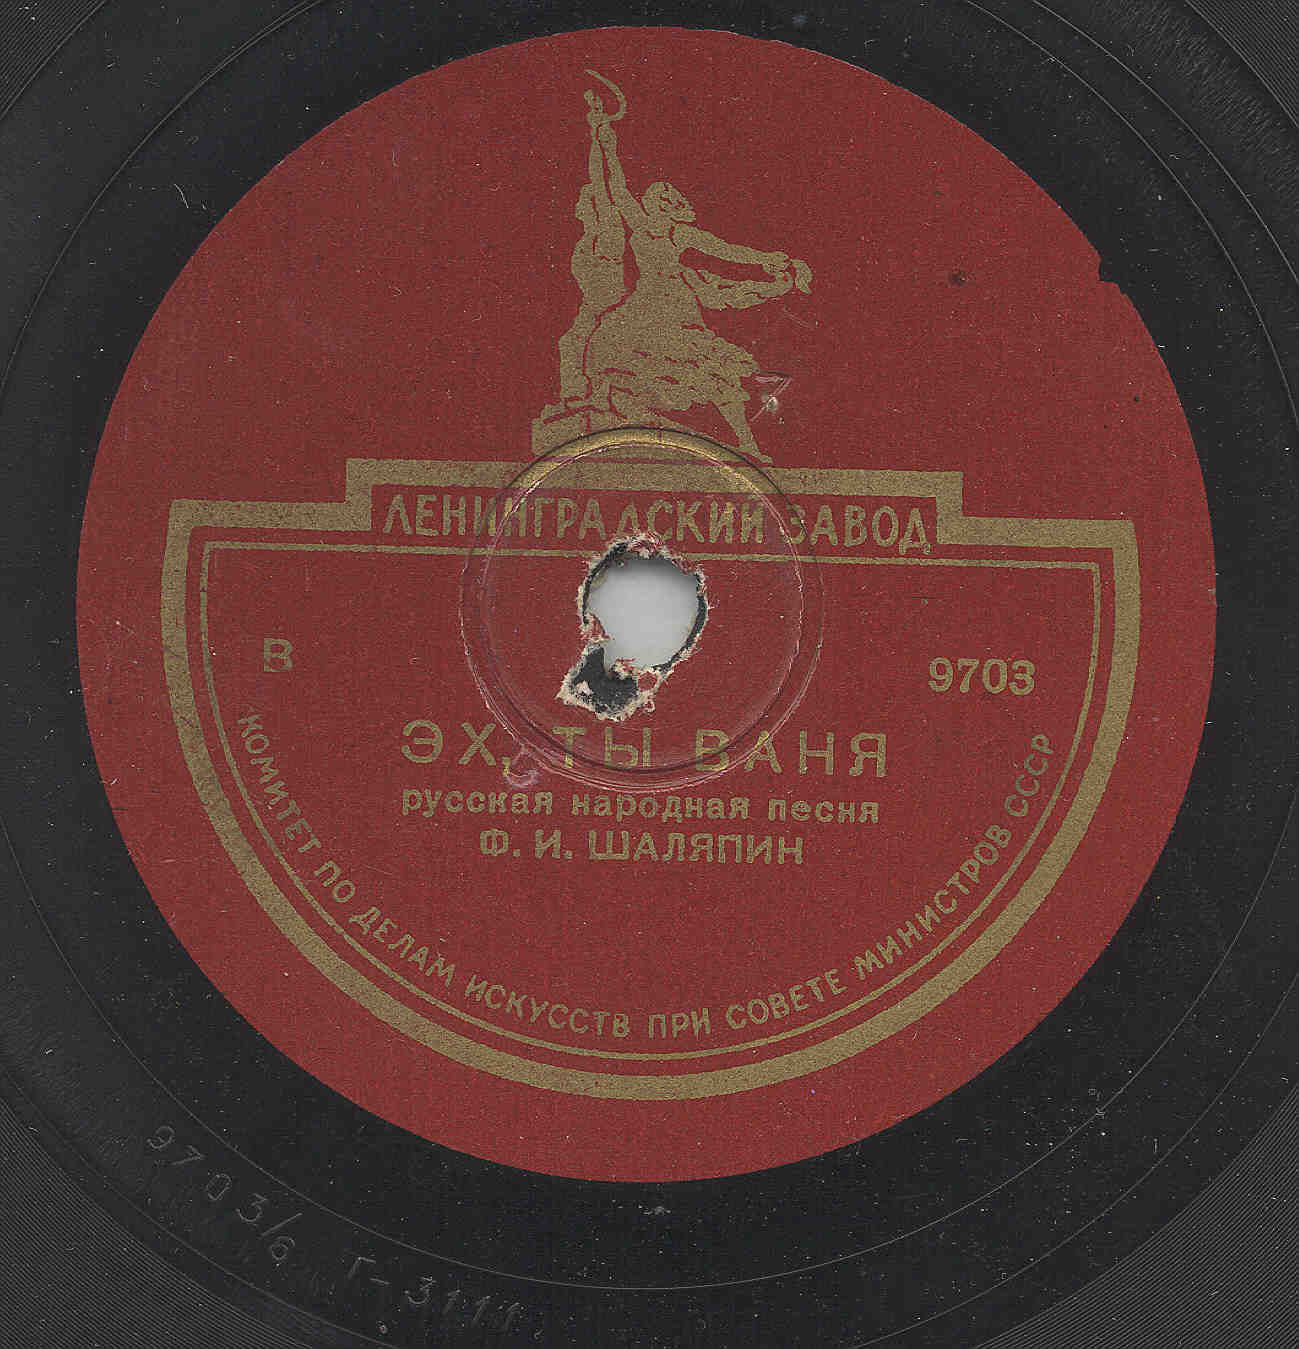 ЛЕНИНГРАДСКИЙ ЗАВОД
В
9703
ЭХ, ТЫ ВАНЯ
русская народная песня
Ф. И. ШАЛЯПИН
КОМИТЕТ ПО ДЕЛАМ ИСКУССТВ ПРИ СОВЕТЕ МИНИСТРОВ СССР
9703/6 Г-3111